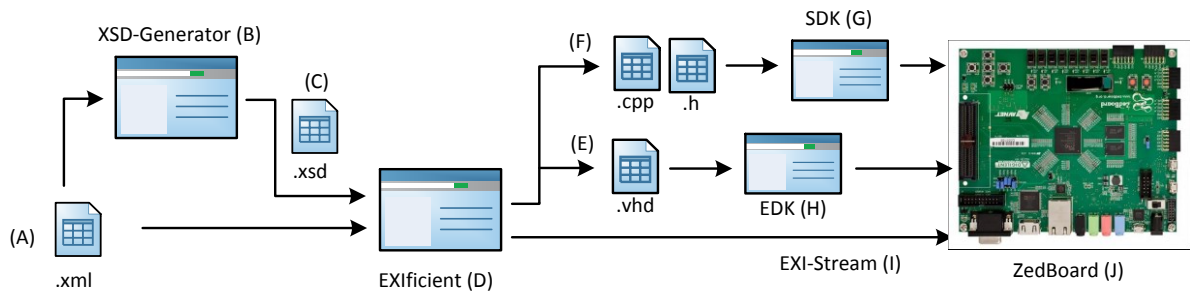 XSD-Generator (B)
(C)
.xsd
(A)
.xml
EXIficient (D)
(F)
.cpp
.h
SDK (G)
(E)
.vhd
EDK (H)
EXI-Stream (I)
ZedBoard (J)